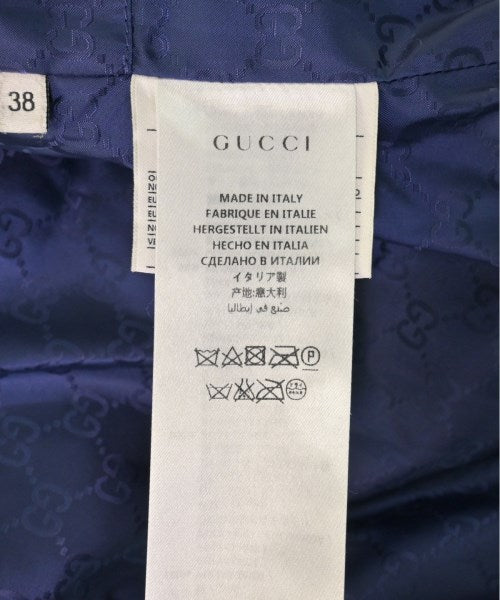 38
GUCCI
MADE IN ITALY
FABRIQUE EN ITALIE
HERGESTELLT IN ITALIEN
HECHO EN ITALIA
СДЕЛАНО В ИТАЛИИ
イタリア製
产地:意大利
صنع في إيطاليا
P